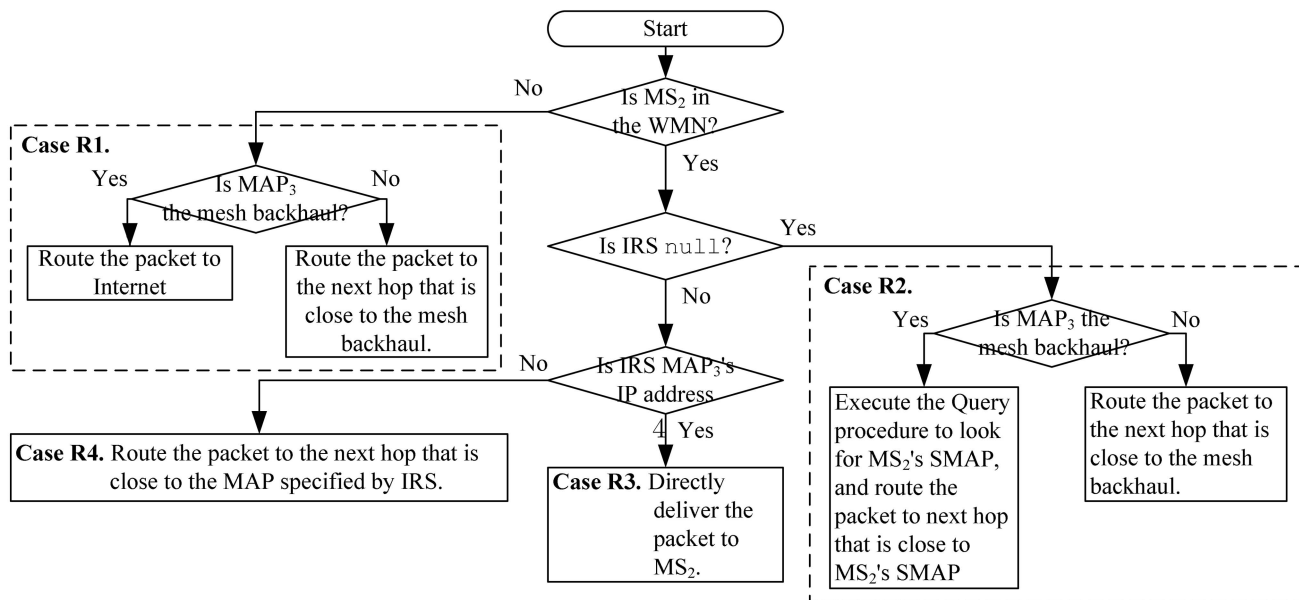 Start
No
Is MS₂ in
the WMN?
Case R1.
Yes
Is MAP₃
the mesh backhaul?
No
Yes
Route the packet to
Internet
Route the packet to
the next hop that is
close to the mesh
backhaul.
Is IRS null?
Yes
No
Case R2.
Yes
Is MAP₃ the
mesh backhaul?
No
Execute the Query
procedure to look
for MS₂'s SMAP,
and route the
packet to next hop
that is close to
MS₂'s SMAP
Route the packet to
the next hop that is
close to the mesh
backhaul.
No
Is IRS MAP₃'s
IP address
4
Yes
Case R4. Route the packet to the next hop that is
close to the MAP specified by IRS.
Case R3. Directly
deliver the
packet to
MS₂.